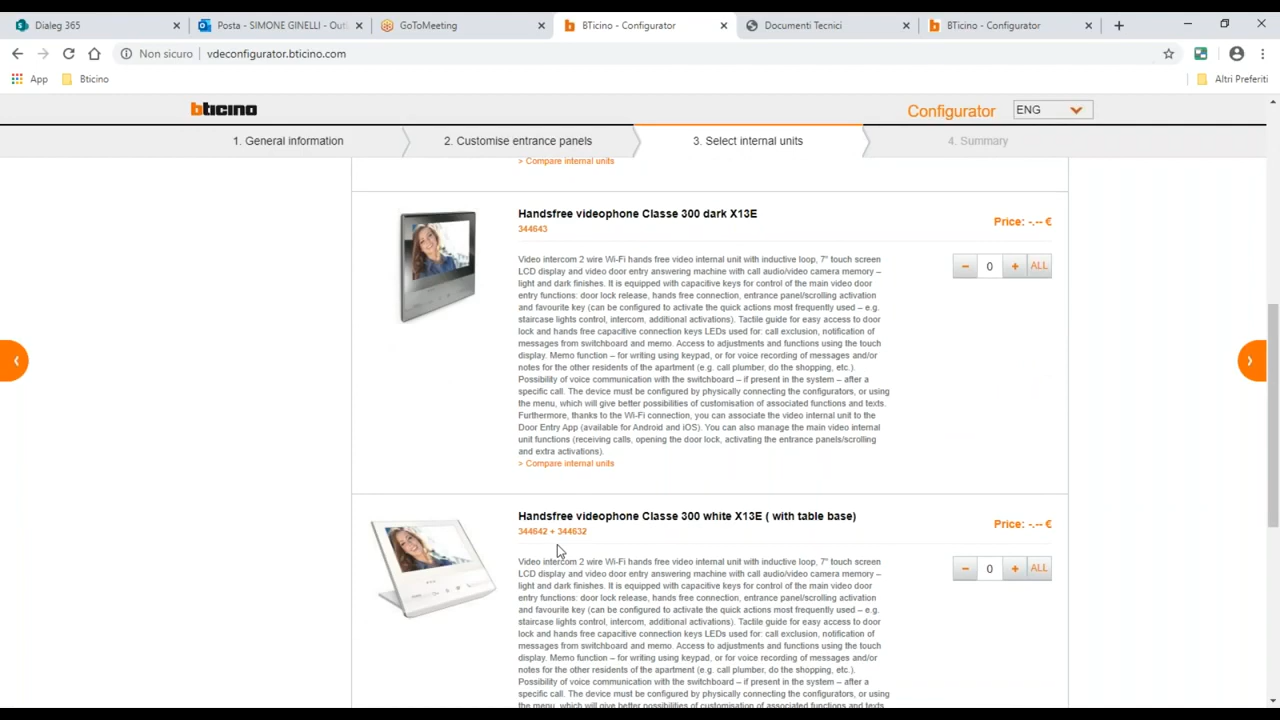 Dialeg 365
Posta - SIMONE GINELLI - Outl
GoToMeeting
BTicino - Configurator
Documenti Tecnici
BTicino - Configurator
Non sicuro
vdeconfigurator.bticino.com
App
Bticino
Altri Preferiti
bticino
Configurator
ENG
1. General information
2. Customise entrance panels
3. Select internal units
4. Summary
> Compare internal units
Handsfree videophone Classe 300 dark X13E
344643
Price: -.-- €
- 0 + ALL
Video intercom 2 wire Wi-Fi hands free video internal unit with inductive loop, 7" touch screen
LCD display and video door entry answering machine with call audio/video camera memory –
light and dark finishes. It is equipped with capacitive keys for control of the main video door
entry functions: door lock release, hands free connection, entrance panel/scrolling activation
and favourite key (can be configured to activate the quick actions most frequently used – e.g.
staircase lights control, intercom, additional activations). Tactile guide for easy access to door
lock and hands free capacitive connection keys LEDs used for: call exclusion, notification of
messages from switchboard and memo. Access to adjustments and functions using the touch
display. Memo function – for writing using keypad, or for voice recording of messages and/or
notes for the other residents of the apartment (e.g. call plumber, do the shopping, etc.).
Possibility of voice communication with the switchboard – if present in the system – after a
specific call. The device must be configured by physically connecting the configurators, or using
the menu, which will give better possibilities of customisation of associated functions and texts.
Furthermore, thanks to the Wi-Fi connection, you can associate the video internal unit to the
Door Entry App (available for Android and iOS). You can also manage the main video internal
unit functions (receiving calls, opening the door lock, activating the entrance panels/scrolling
and extra activations).
> Compare internal units
Handsfree videophone Classe 300 white X13E ( with table base)
344642 + 344632
Price: -.-- €
- 0 + ALL
Video intercom 2 wire Wi-Fi hands free video internal unit with inductive loop, 7" touch screen
LCD display and video door entry answering machine with call audio/video camera memory –
light and dark finishes. It is equipped with capacitive keys for control of the main video door
entry functions: door lock release, hands free connection, entrance panel/scrolling activation
and favourite key (can be configured to activate the quick actions most frequently used – e.g.
staircase lights control, intercom, additional activations). Tactile guide for easy access to door
lock and hands free capacitive connection keys LEDs used for: call exclusion, notification of
messages from switchboard and memo. Access to adjustments and functions using the touch
display. Memo function – for writing using keypad, or for voice recording of messages and/or
notes for the other residents of the apartment (e.g. call plumber, do the shopping, etc.).
Possibility of voice communication with the switchboard – if present in the system – after a
specific call. The device must be configured by physically connecting the configurators, or using
the menu, which will give better possibilities of customisation of associated functions and texts.